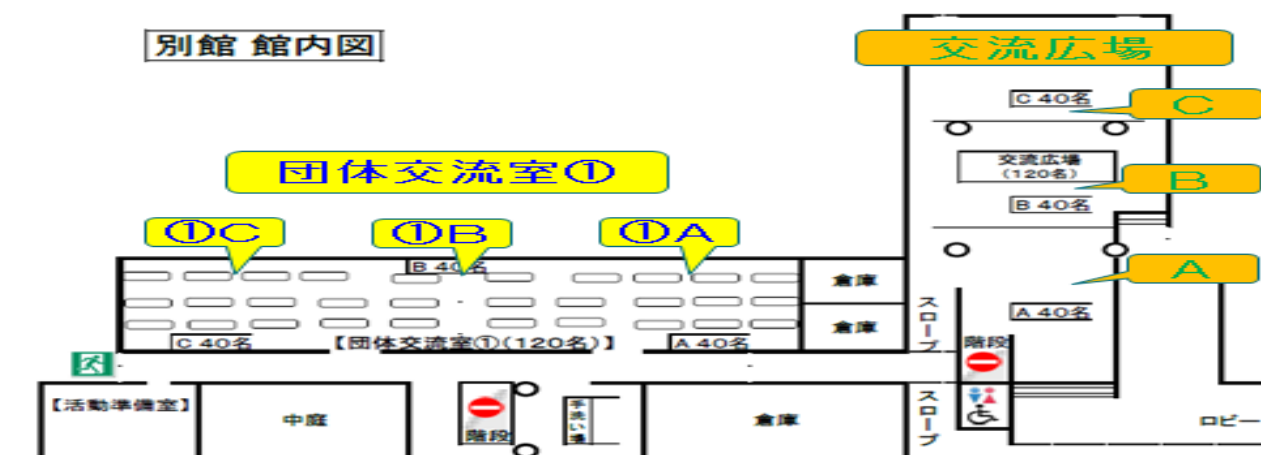 別館 館内図
交流広場
C 40名
C
交流広場
(120名)
B
B 40名
団体交流室①
①C
①B
①A
B 40名
倉庫
倉庫
A
A 40名
C 40名
【団体交流室①(120名)】
A 40名
スロープ
階段
【活動準備室】
中庭
階段
手洗い場
倉庫
スロープ
ロビー